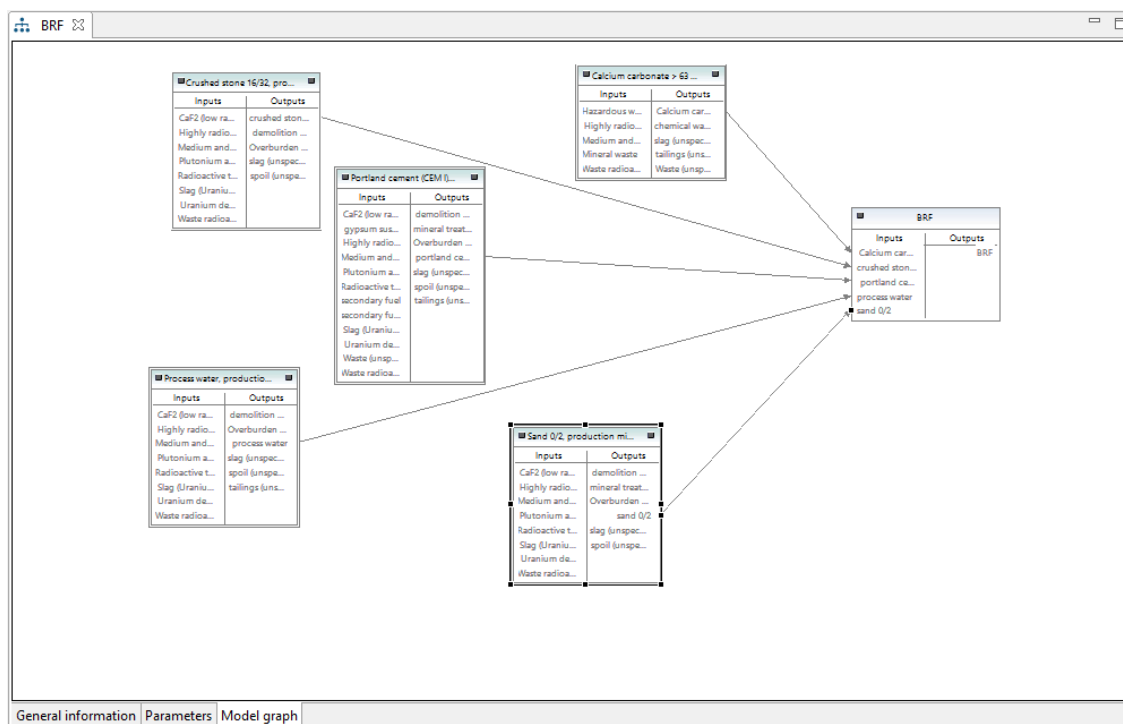 BRF
Crushed stone 16/32, pro...
Inputs Outputs
CaF2 (low ra... crushed ston...
Highly radio... demolition ...
Medium and... Overburden ...
Plutonium a... slag (unspec...
Radioactive t... spoil (unspe...
Slag (Uraniu...
Uranium de...
Waste radioa...
Calcium carbonate > 63 ...
Inputs Outputs
Hazardous w... Calcium car...
Highly radio... chemical wa...
Medium and... slag (unspec...
Mineral waste tailings (uns...
Waste radioa... Waste (unsp...
Portland cement (CEM I)...
Inputs Outputs
CaF2 (low ra... demolition ...
gypsum sus... mineral treat...
Highly radio... Overburden ...
Medium and... portland ce...
Plutonium a... slag (unspec...
Radioactive t... spoil (unspe...
secondary fuel tailings (uns...
secondary fu...
Slag (Uraniu...
Uranium de...
Waste (unsp...
Waste radioa...
BRF
Inputs Outputs
Calcium car... BRF
crushed ston...
portland ce...
process water
sand 0/2
Process water, productio...
Inputs Outputs
CaF2 (low ra... demolition ...
Highly radio... Overburden ...
Medium and... process water
Plutonium a... slag (unspec...
Radioactive t... spoil (unspe...
Slag (Uraniu... tailings (uns...
Uranium de...
Waste radioa...
Sand 0/2, production mi...
Inputs Outputs
CaF2 (low ra... demolition ...
Highly radio... mineral treat...
Medium and... Overburden ...
Plutonium a... sand 0/2
Radioactive t... slag (unspec...
Slag (Uraniu... spoil (unspe...
Uranium de...
Waste radioa...
General information Parameters Model graph